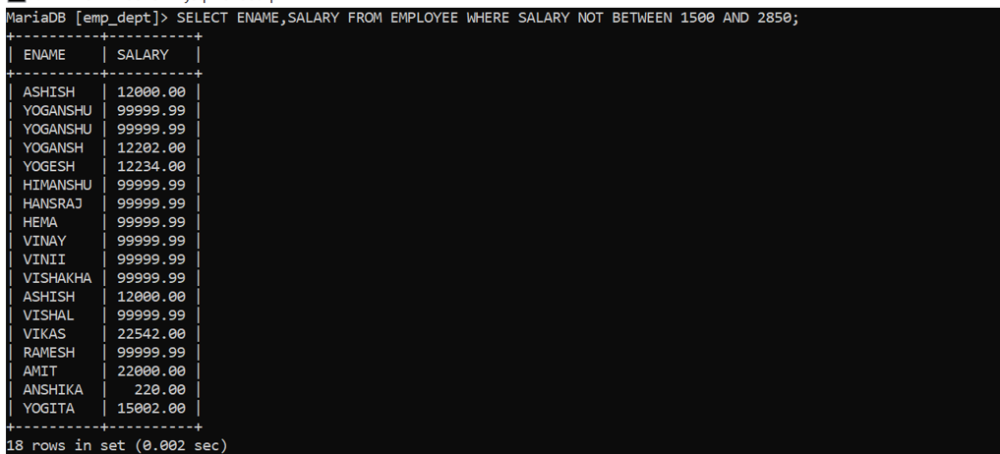 MariaDB [emp_dept]> SELECT ENAME,SALARY FROM EMPLOYEE WHERE SALARY NOT BETWEEN 1500 AND 2850;
+----------+----------+
| ENAME    | SALARY   |
+----------+----------+
| ASHISH   | 12000.00 |
| YOGANSHU | 99999.99 |
| YOGANSHU | 99999.99 |
| YOGANSH  | 12202.00 |
| YOGESH   | 12234.00 |
| HIMANSHU | 99999.99 |
| HANSRAJ  | 99999.99 |
| HEMA     | 99999.99 |
| VINAY    | 99999.99 |
| VINII    | 99999.99 |
| VISHAKHA | 99999.99 |
| ASHISH   | 12000.00 |
| VISHAL   | 99999.99 |
| VIKAS    | 22542.00 |
| RAMESH   | 99999.99 |
| AMIT     | 22000.00 |
| ANSHIKA  |   220.00 |
| YOGITA   | 15002.00 |
+----------+----------+
18 rows in set (0.002 sec)